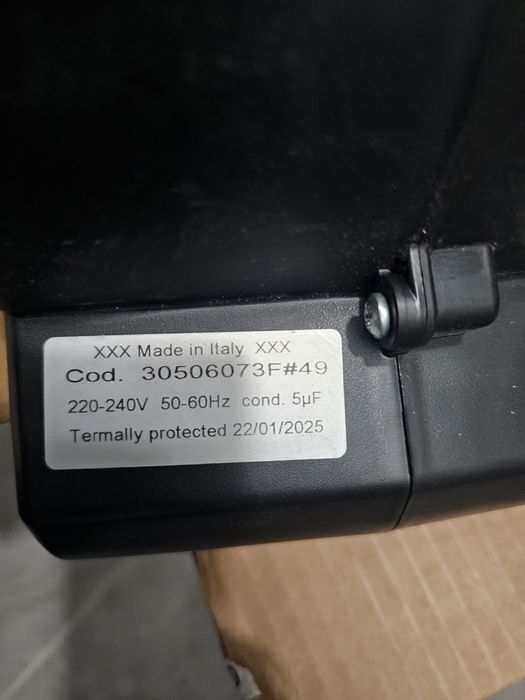 XXX Made in Italy XXX
Cod. 30506073F#49
220-240V 50-60Hz cond. 5µF
Termally protected 22/01/2025